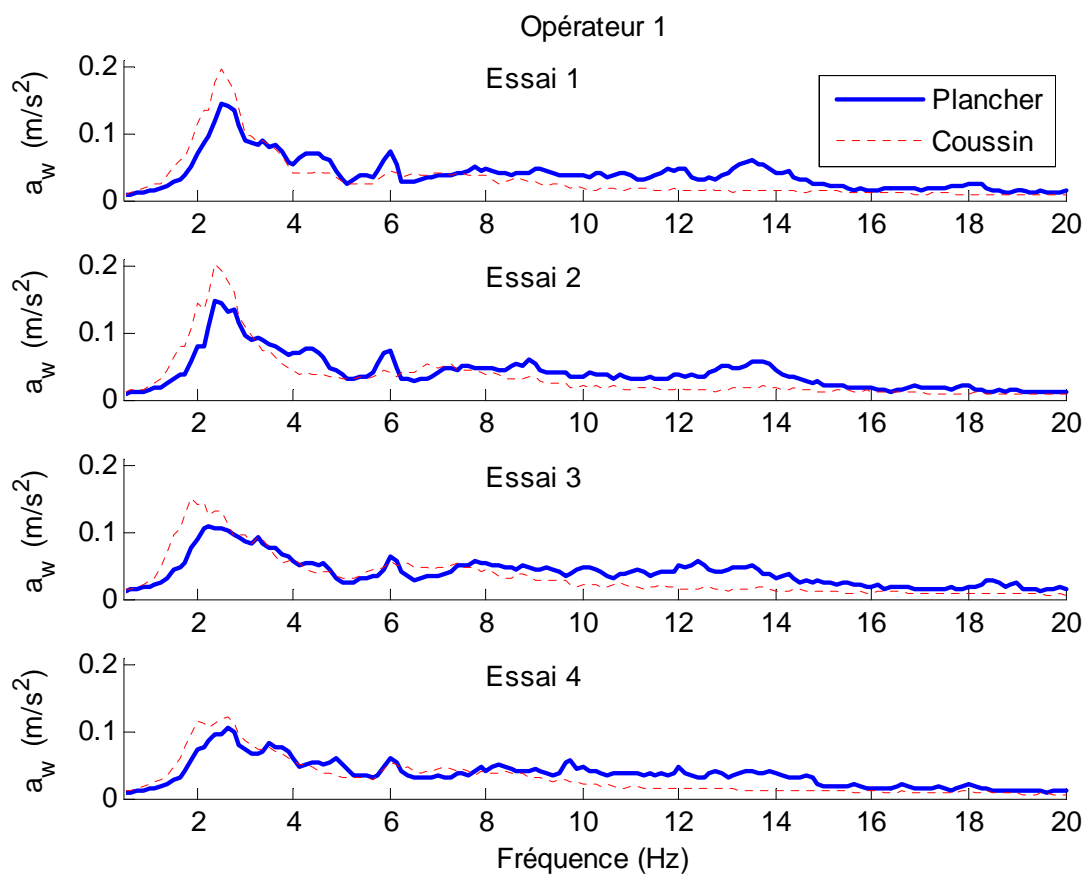 Opérateur 1
Essai 1
Plancher
Coussin
a_w (m/s²)
0.2
0.1
0
2 4 6 8 10 12 14 16 18 20
Essai 2
a_w (m/s²)
0.2
0.1
0
2 4 6 8 10 12 14 16 18 20
Essai 3
a_w (m/s²)
0.2
0.1
0
2 4 6 8 10 12 14 16 18 20
Essai 4
a_w (m/s²)
0.2
0.1
0
2 4 6 8 10 12 14 16 18 20
Fréquence (Hz)